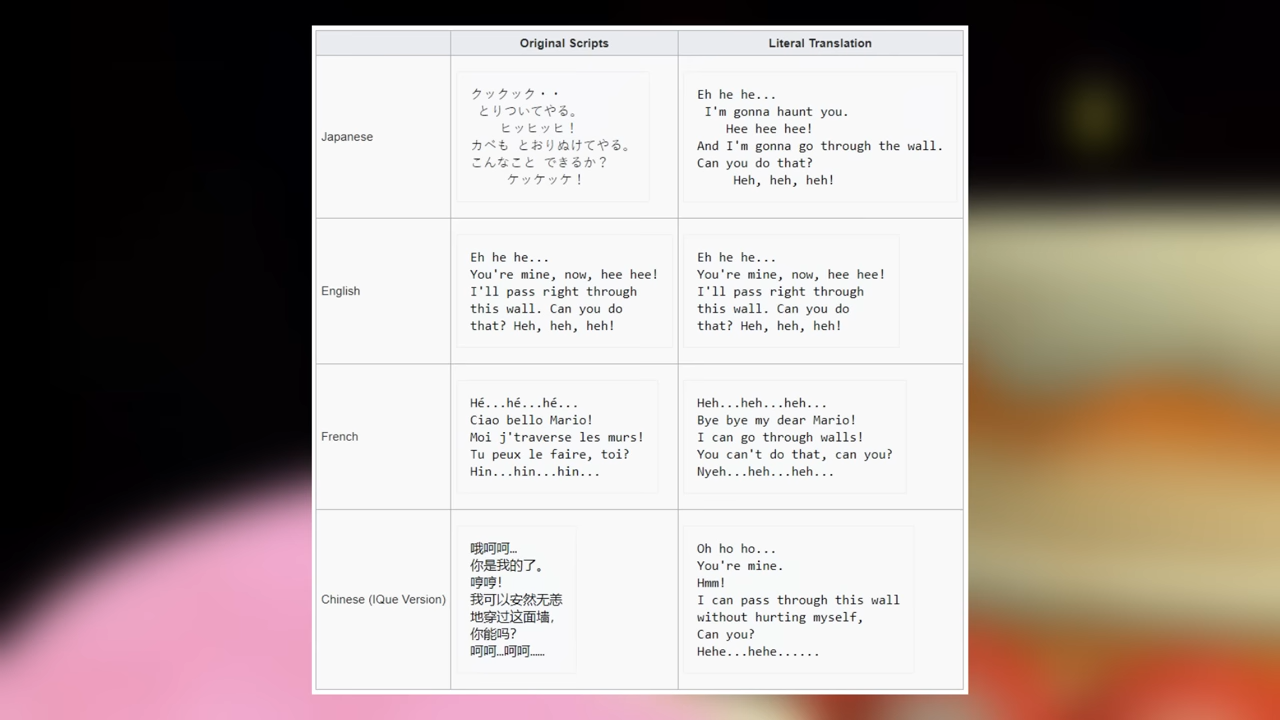 Original Scripts
Literal Translation
Japanese
クックック・・
とりついてやる。
ヒッヒッヒ！
カベも とおりぬけてやる。
こんなこと できるか？
ケッケッケ！
Eh he he...
I'm gonna haunt you.
Hee hee hee!
And I'm gonna go through the wall.
Can you do that?
Heh, heh, heh!
English
Eh he he...
You're mine, now, hee hee!
I'll pass right through
this wall. Can you do
that? Heh, heh, heh!
Eh he he...
You're mine, now, hee hee!
I'll pass right through
this wall. Can you do
that? Heh, heh, heh!
French
Hé...hé...hé...
Ciao bello Mario!
Moi j'traverse les murs!
Tu peux le faire, toi?
Hin...hin...hin...
Heh...heh...heh...
Bye bye my dear Mario!
I can go through walls!
You can't do that, can you?
Nyeh...heh...heh...
Chinese (IQue Version)
哦呵呵…
你是我的了。
哼哼！
我可以安然无恙
地穿过这面墙，
你能吗？
呵呵…呵呵……
Oh ho ho...
You're mine.
Hmm!
I can pass through this wall
without hurting myself,
Can you?
Hehe...hehe......